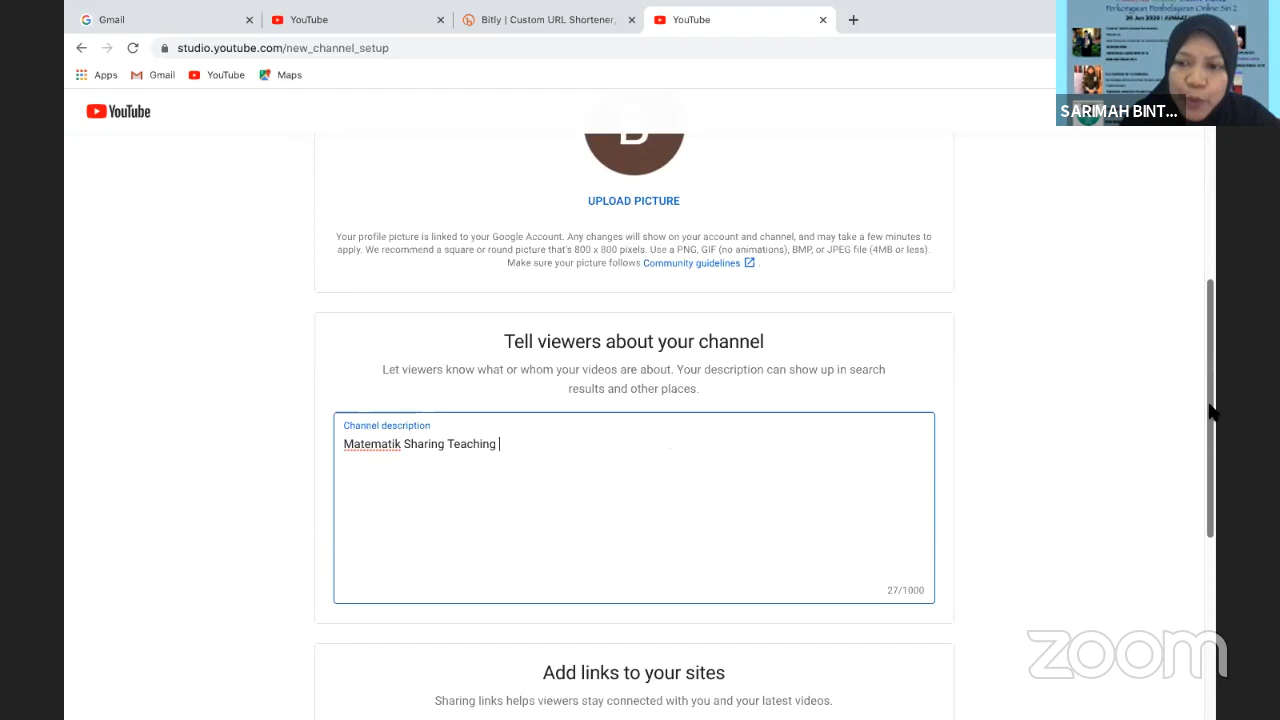 Gmail
YouTube
Bitly | Custom URL Shortener,
YouTube
studio.youtube.com/new_channel_setup
Apps
Gmail
YouTube
Maps
YouTube
Perkongsian Pembelajaran Online Siri 2
SARIMAH BINT...
B
UPLOAD PICTURE
Your profile picture is linked to your Google Account. Any changes will show on your account and channel, and may take a few minutes to
apply. We recommend a square or round picture that's 800 x 800 pixels. Use a PNG, GIF (no animations), BMP, or JPEG file (4MB or less).
Make sure your picture follows Community guidelines .
Tell viewers about your channel
Let viewers know what or whom your videos are about. Your description can show up in search
results and other places.
Channel description
Matematik Sharing Teaching
27/1000
Add links to your sites
Sharing links helps viewers stay connected with you and your latest videos.
zoom